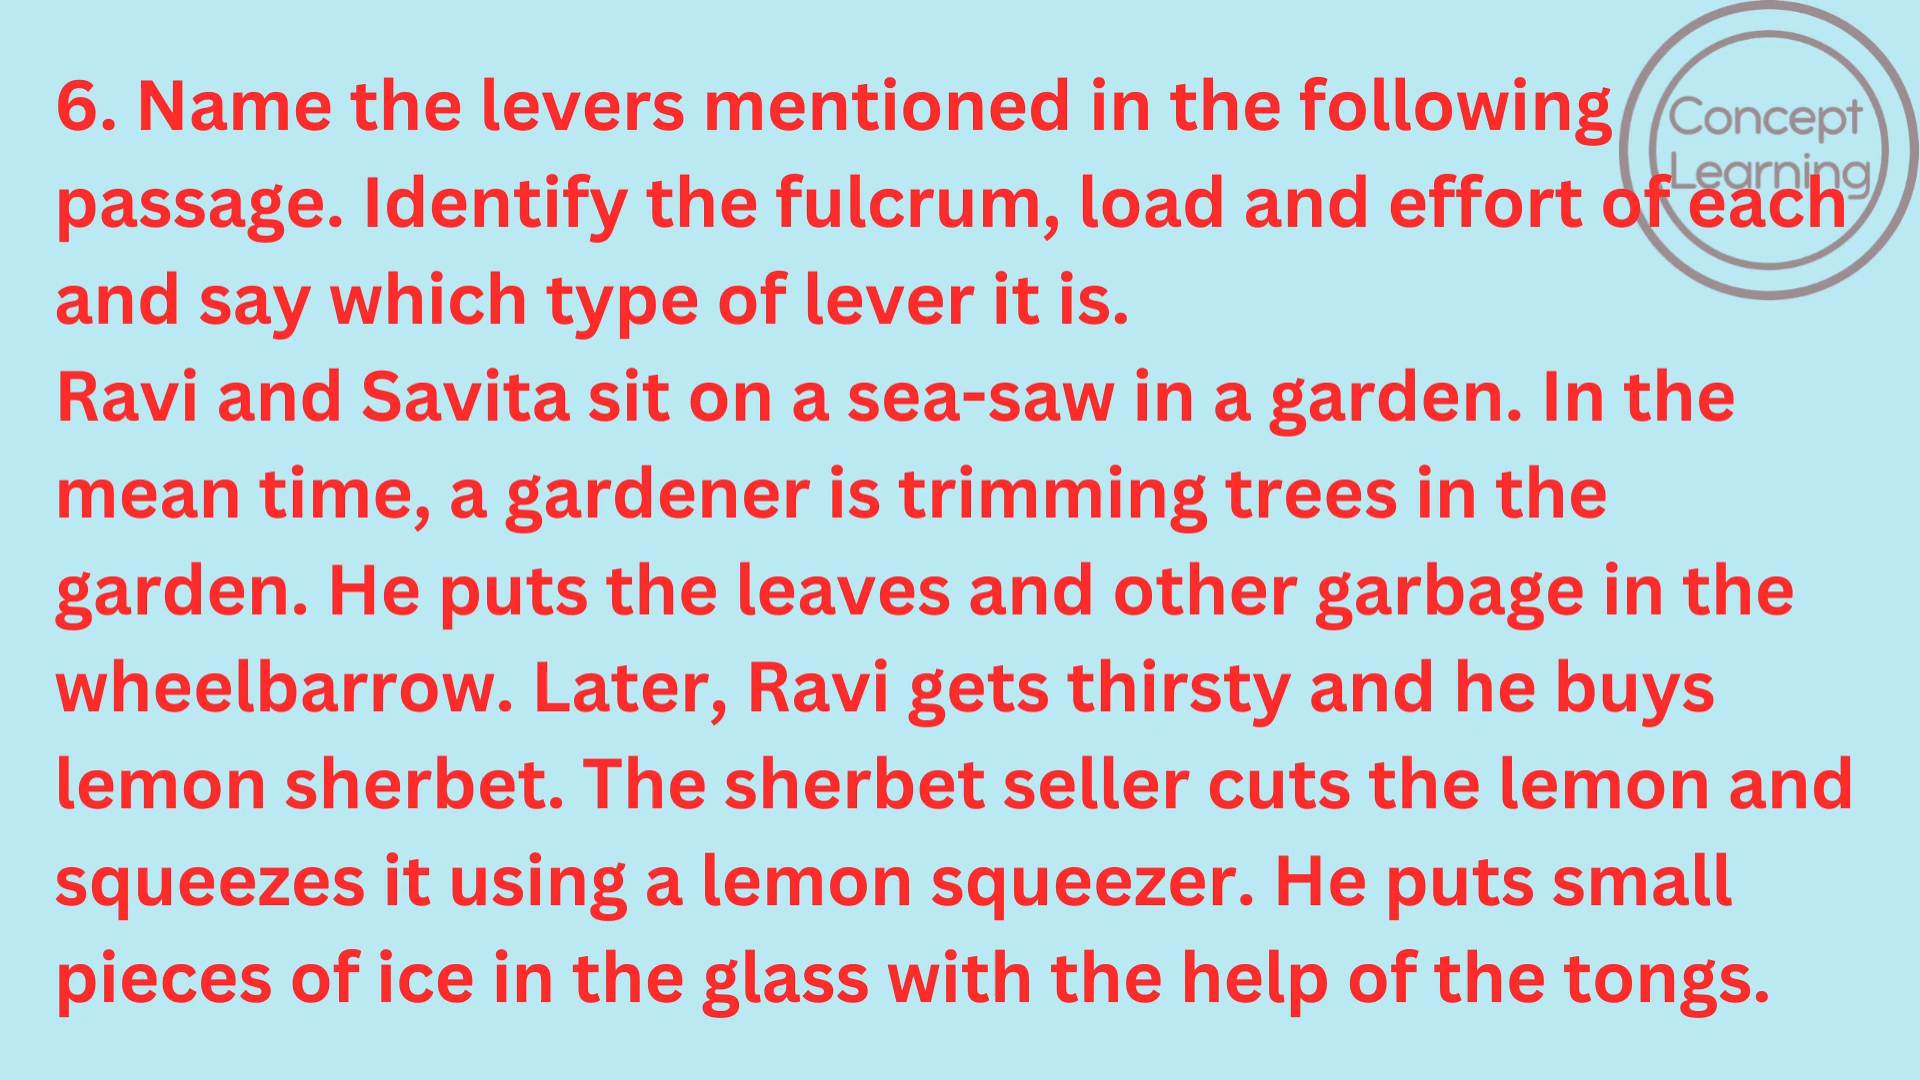 6. Name the levers mentioned in the following
passage. Identify the fulcrum, load and effort of each
and say which type of lever it is.
Ravi and Savita sit on a sea-saw in a garden. In the
mean time, a gardener is trimming trees in the
garden. He puts the leaves and other garbage in the
wheelbarrow. Later, Ravi gets thirsty and he buys
lemon sherbet. The sherbet seller cuts the lemon and
squeezes it using a lemon squeezer. He puts small
pieces of ice in the glass with the help of the tongs.
Concept
Learning